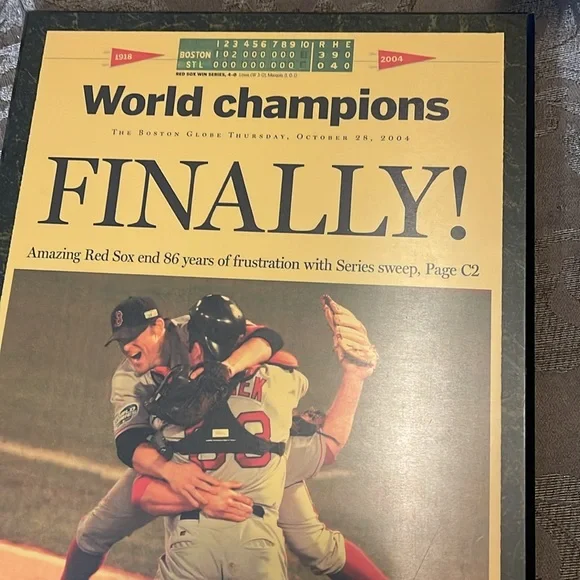 1 2 3 4 5 6 7 8 9 10 R H E
1918
BOSTON 1 0 2 0 0 0 0 0 0 3 9 0
2004
ST L 0 0 0 0 0 0 0 0 0 0 4 0
RED SOX WIN SERIES, 4-0
World champions
THE BOSTON GLOBE THURSDAY, OCTOBER 28, 2004
FINALLY!
Amazing Red Sox end 86 years of frustration with Series sweep, Page C2
B
EK
33